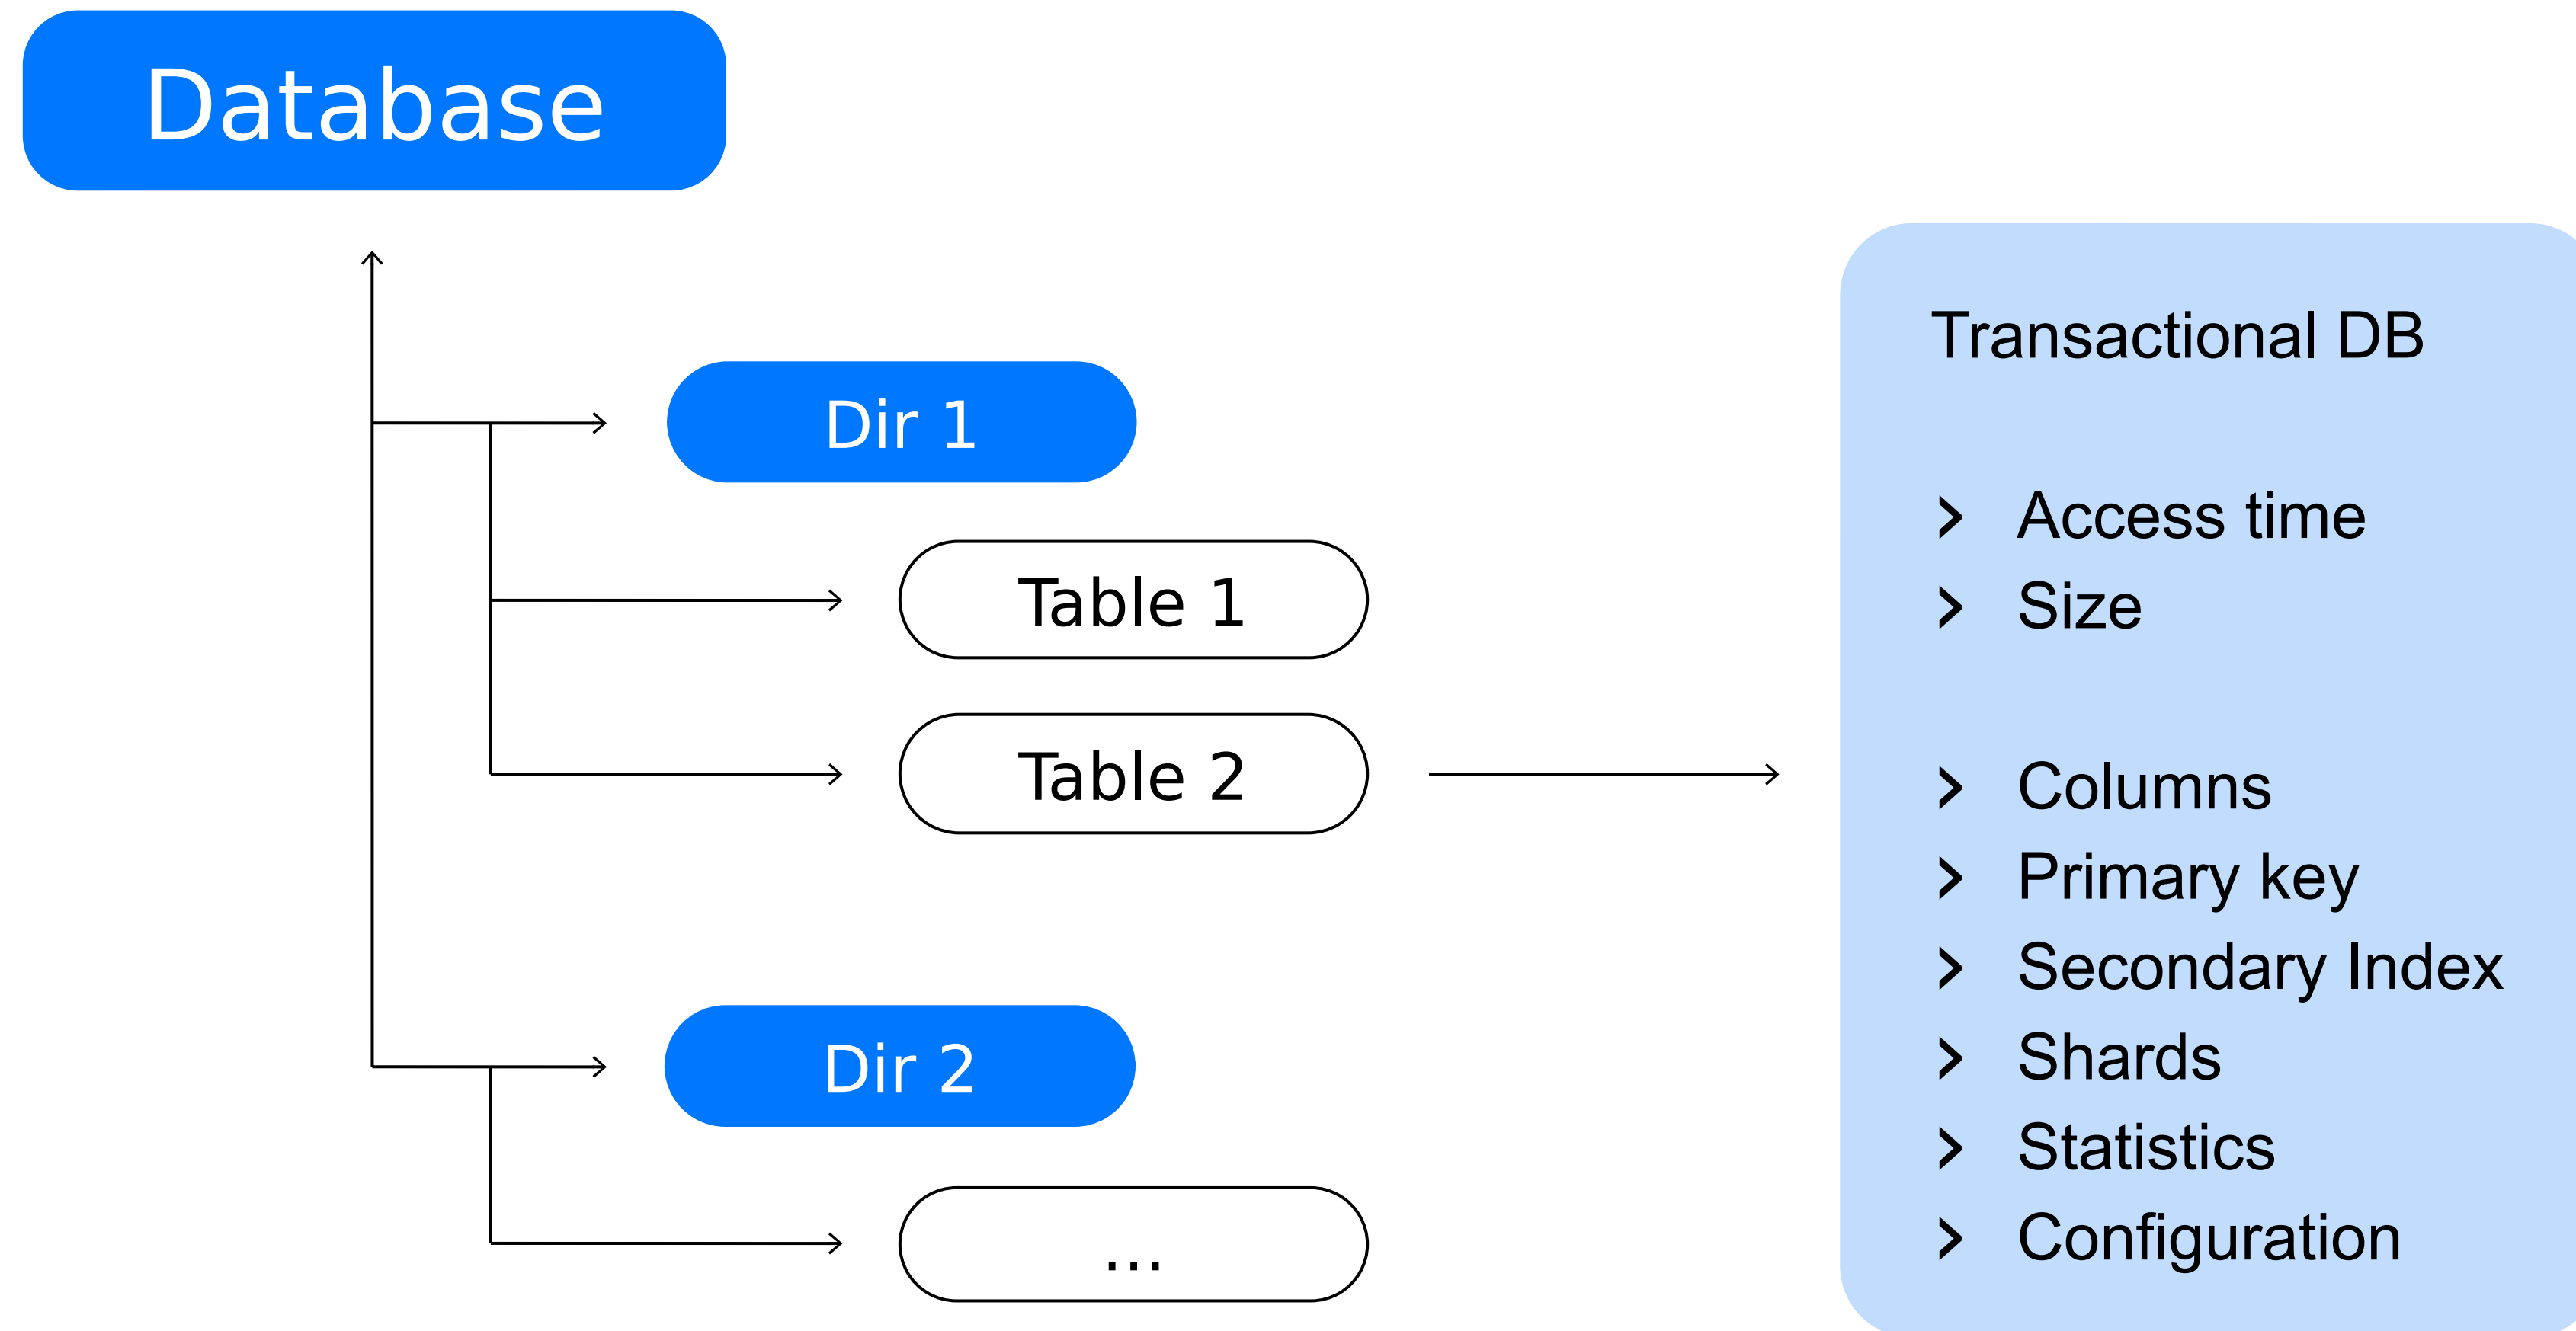 Database
Dir 1
Table 1
Table 2
Dir 2
...
Transactional DB
> Access time
> Size
> Columns
> Primary key
> Secondary Index
> Shards
> Statistics
> Configuration